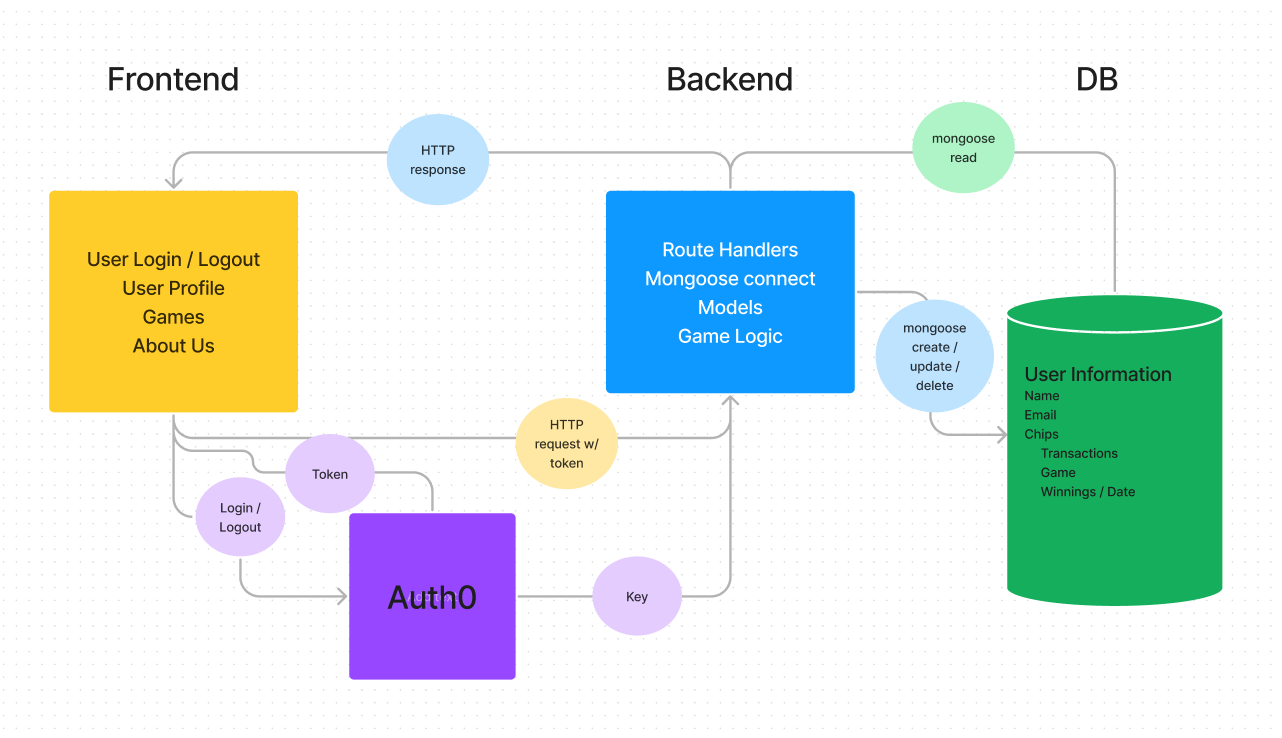 Frontend
Backend
DB
HTTP
response
mongoose
read
User Login / Logout
User Profile
Games
About Us
Route Handlers
Mongoose connect
Models
Game Logic
mongoose
create /
update /
delete
User Information
Name
Email
Chips
Transactions
Game
Winnings / Date
HTTP
request w/
token
Token
Login /
Logout
Auth0
Key